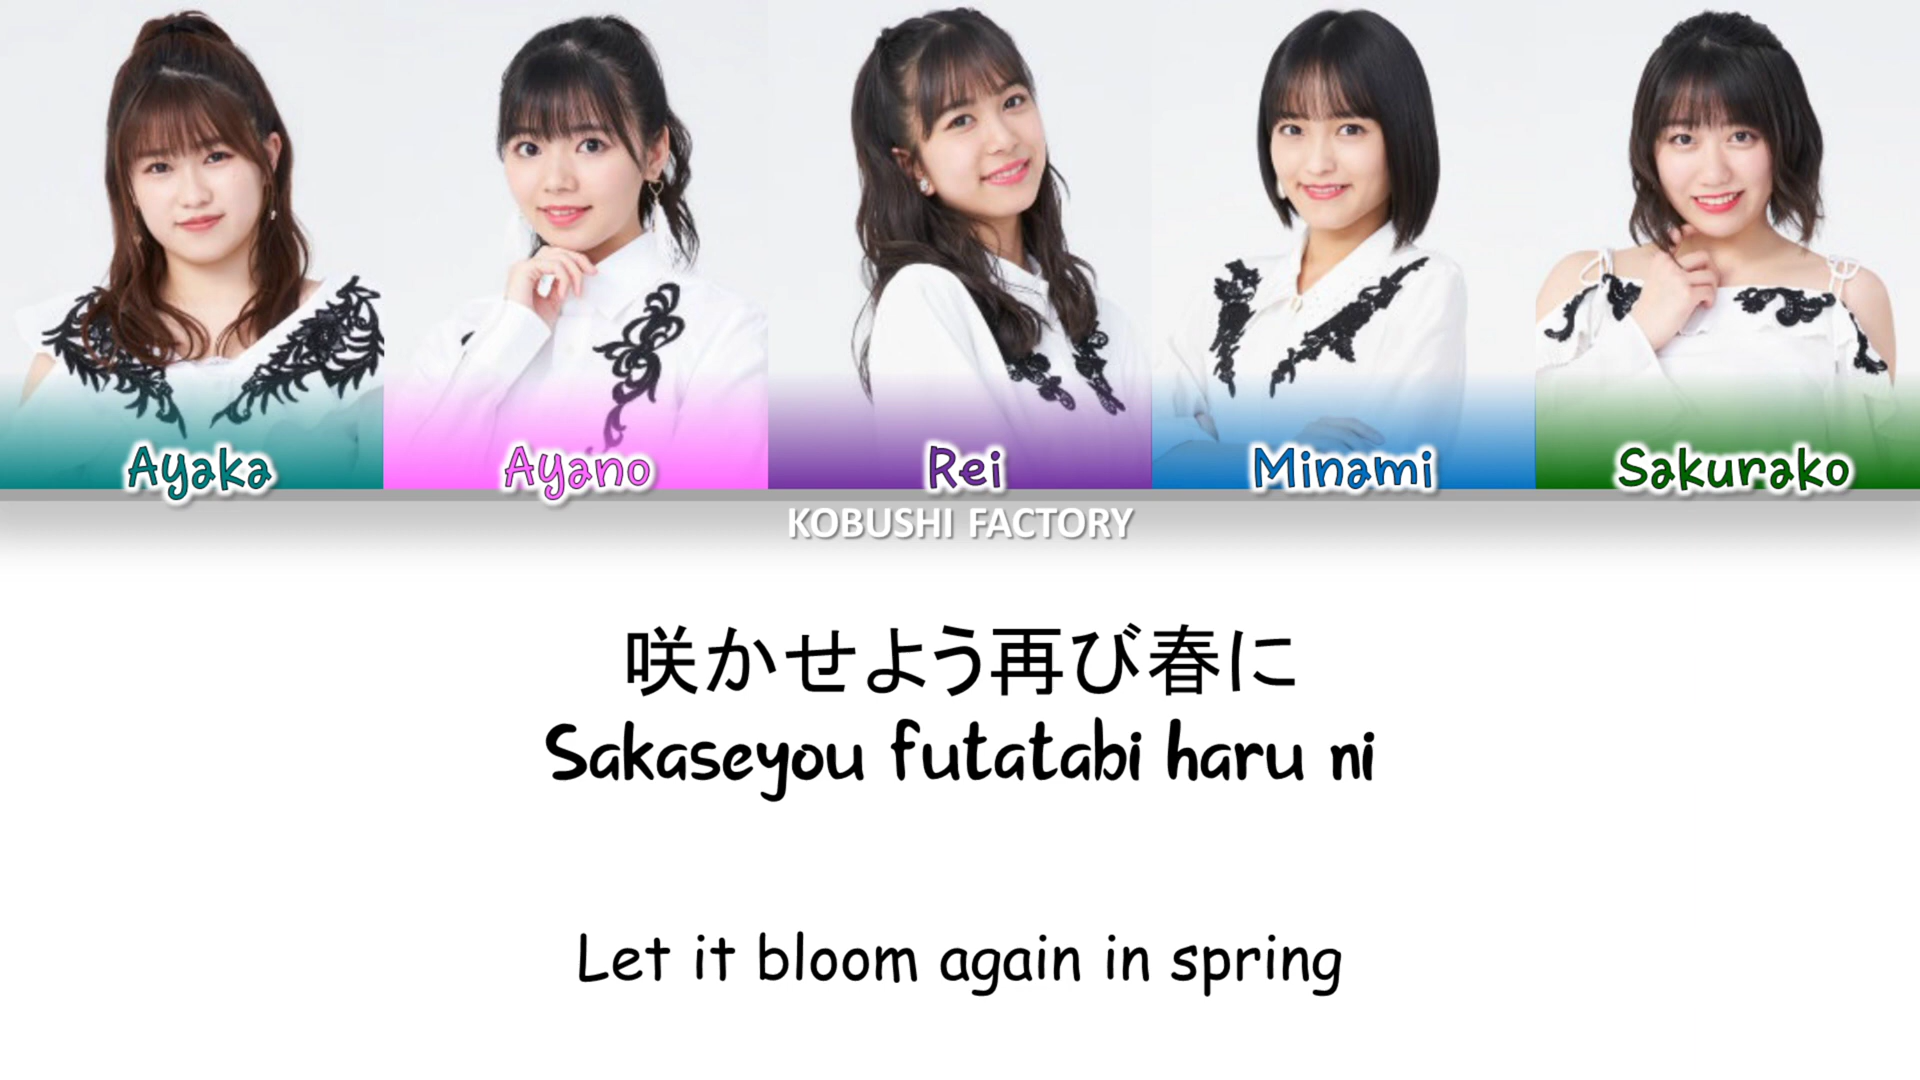 Ayaka
Ayano
Rei
Minami
Sakurako
KOBUSHI FACTORY
咲かせよう再び春に
Sakaseyou futatabi haru ni
Let it bloom again in spring